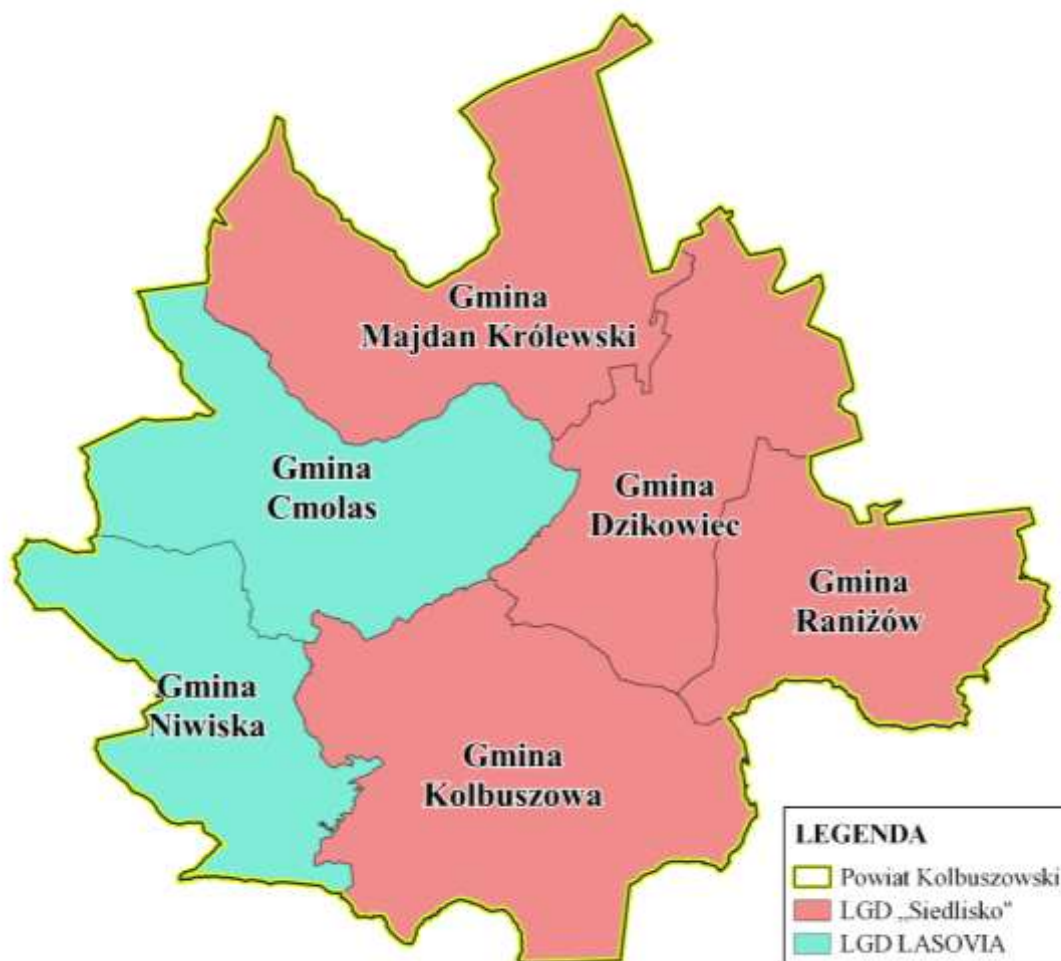 Gmina
Majdan Królewski
Gmina
Cmolas
Gmina
Dzikowiec
Gmina
Raniżów
Gmina
Niwiska
Gmina
Kolbuszowa
LEGENDA
Powiat Kolbuszowski
LGD „Siedlisko"
LGD LASOVIA